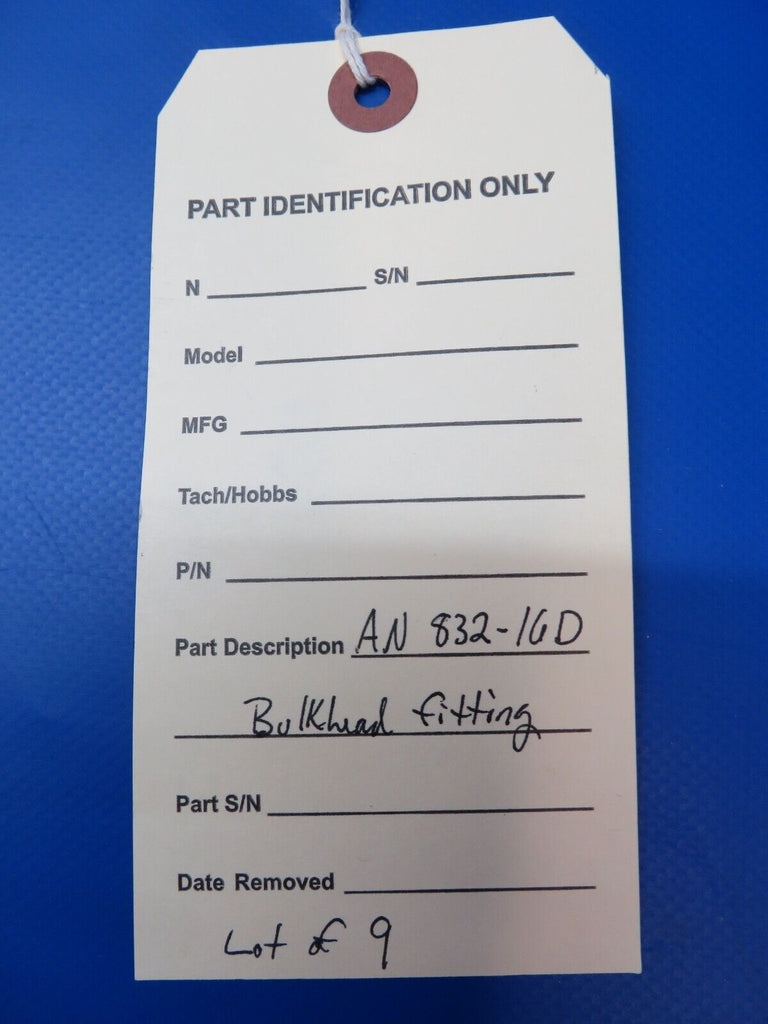 PART IDENTIFICATION ONLY
N S/N
Model
MFG
Tach/Hobbs
P/N
Part Description AN 832-16D
Bulkhead fitting
Part S/N
Date Removed
Lot of 9